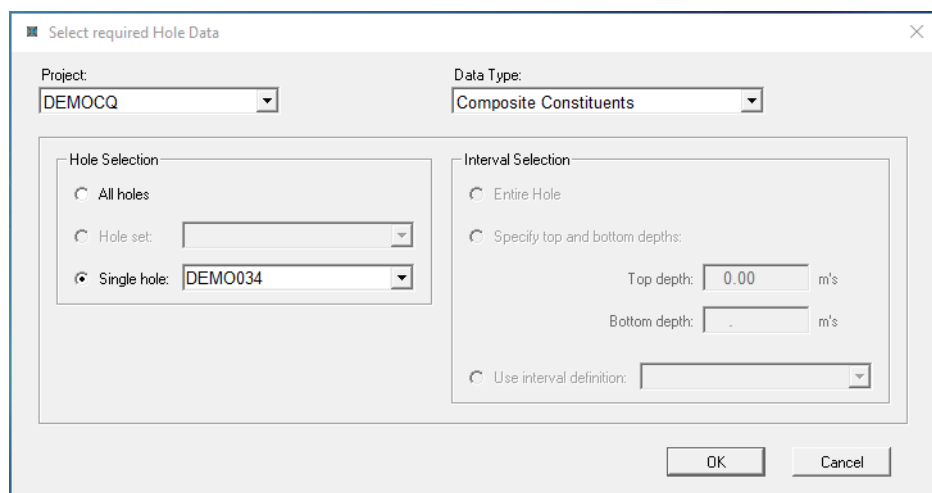 Select required Hole Data
Project:
DEMOCQ
Data Type:
Composite Constituents
Hole Selection
All holes
Hole set:
Single hole: DEMO034
Interval Selection
Entire Hole
Specify top and bottom depths:
Top depth: 0.00 m's
Bottom depth: . m's
Use interval definition:
OK
Cancel